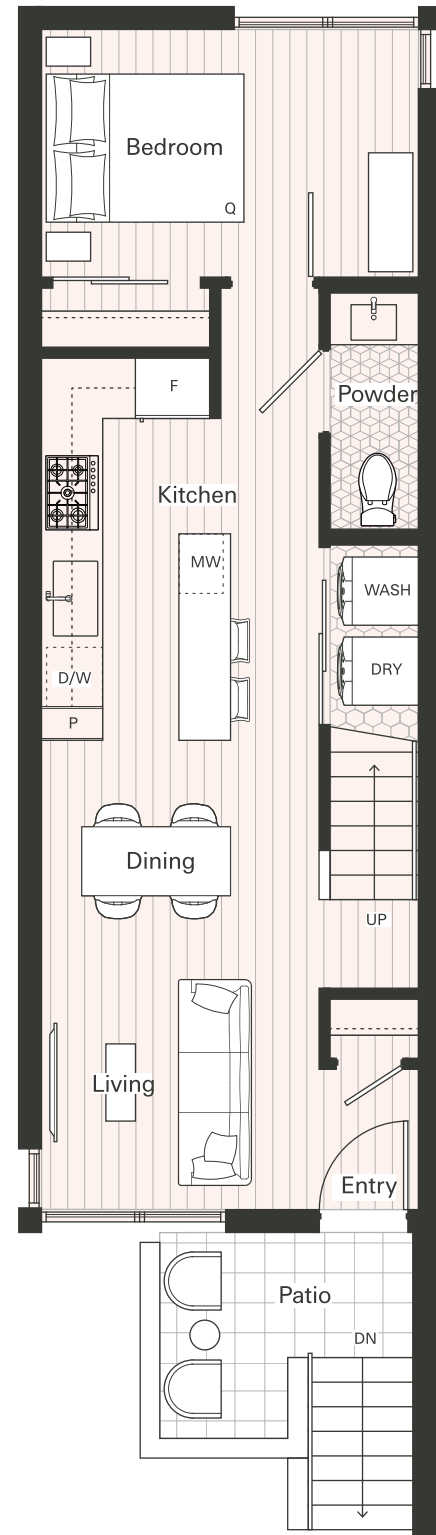 Bedroom
Q
F
Powder
Kitchen
MW
WASH
D/W
DRY
P
Dining
UP
Living
Entry
Patio
DN